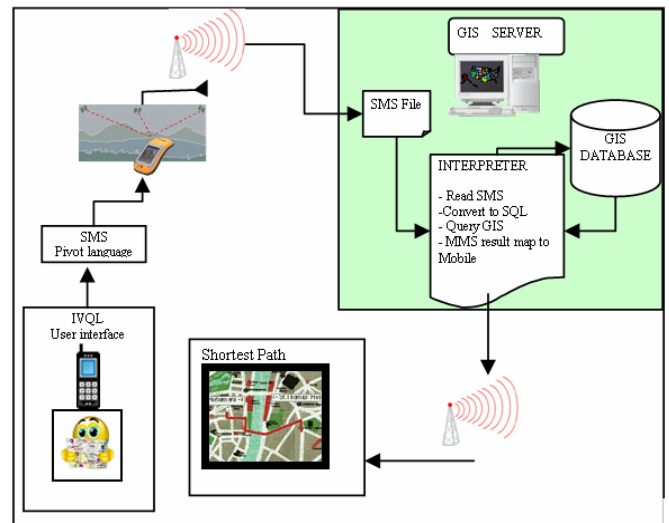 GIS SERVER
SMS File
GIS
DATABASE
INTERPRETER
- Read SMS
-Convert to SQL
- Query GIS
- MMS result map to
Mobile
SMS
Pivot language
IVQL
User interface
Shortest Path